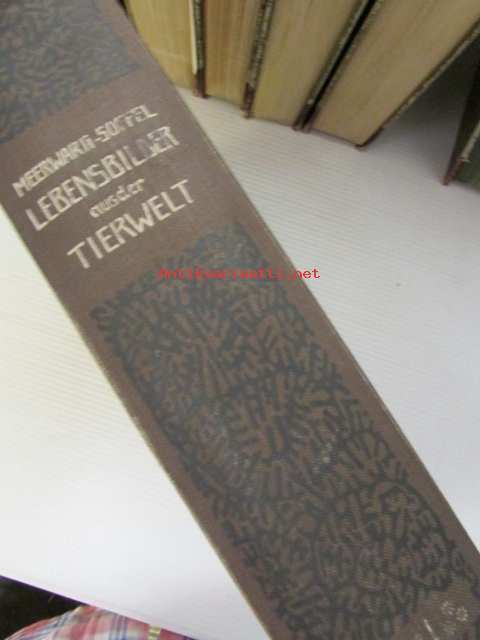 MEERWARTH-SOFFEL
LEBENSBILDER
aus der
TIERWELT
Antikvariaatti.net